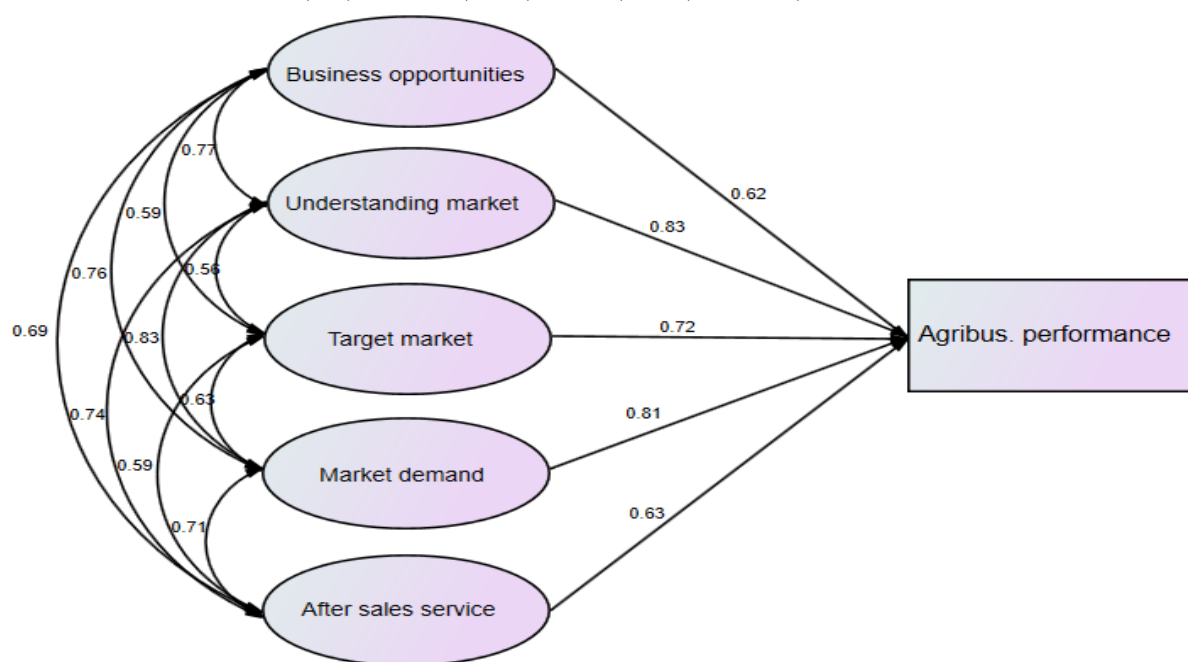 Business opportunities
0.77
0.62
Understanding market
0.59
0.83
0.56
0.76
Target market
0.72
0.69
0.83
Agribus. performance
0.63
0.74
0.81
Market demand
0.59
0.71
0.63
After sales service